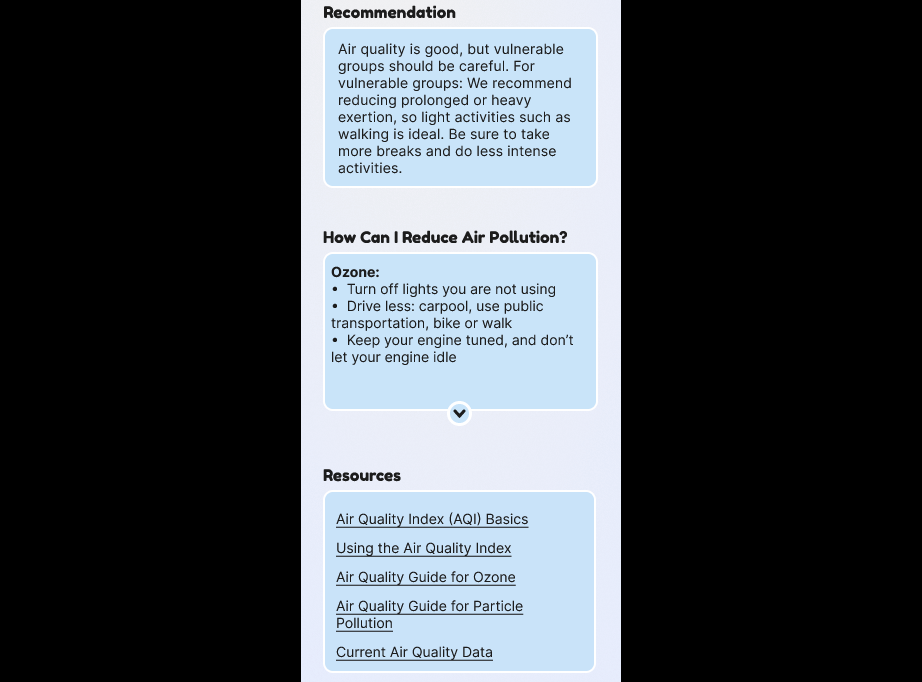 Recommendation
Air quality is good, but vulnerable
groups should be careful. For
vulnerable groups: We recommend
reducing prolonged or heavy
exertion, so light activities such as
walking is ideal. Be sure to take
more breaks and do less intense
activities.
How Can I Reduce Air Pollution?
Ozone:
• Turn off lights you are not using
• Drive less: carpool, use public
transportation, bike or walk
• Keep your engine tuned, and don’t
let your engine idle
Resources
Air Quality Index (AQI) Basics
Using the Air Quality Index
Air Quality Guide for Ozone
Air Quality Guide for Particle
Pollution
Current Air Quality Data